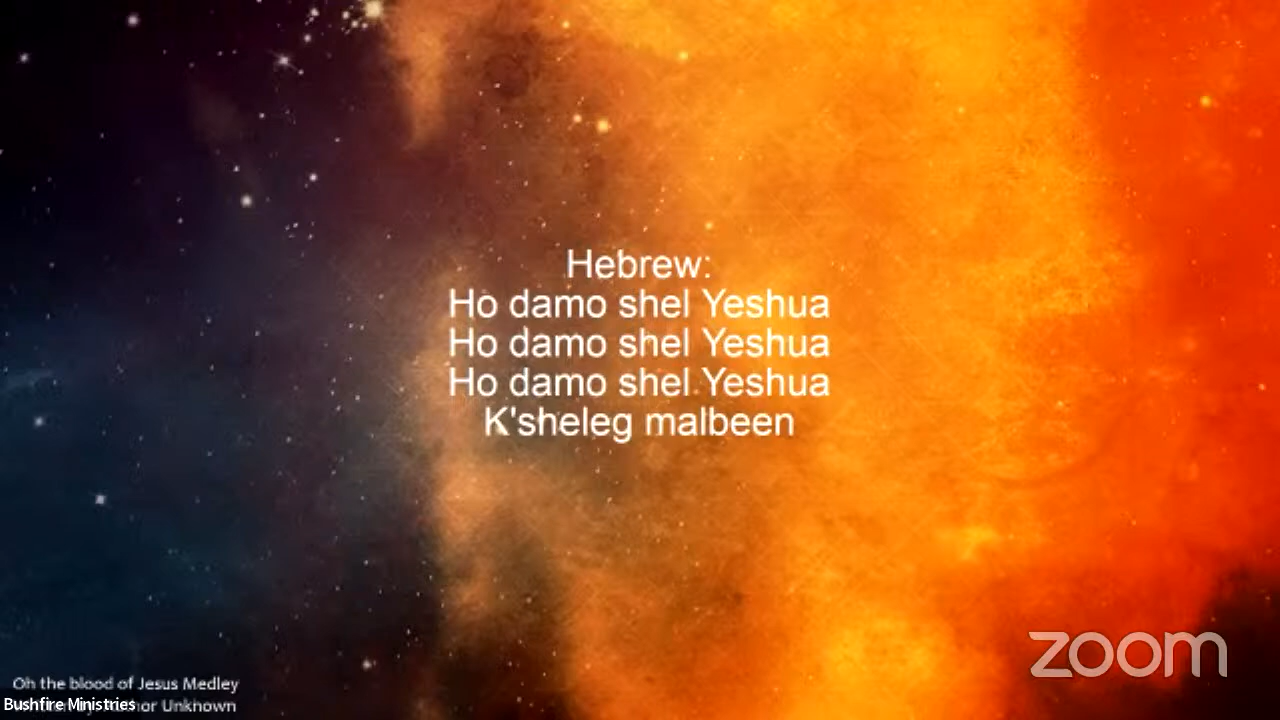 Hebrew:
Ho damo shel Yeshua
Ho damo shel Yeshua
Ho damo shel Yeshua
K'sheleg malbeen
zoom
Oh the blood of Jesus Medley
Bushfire Ministries
Unkhown